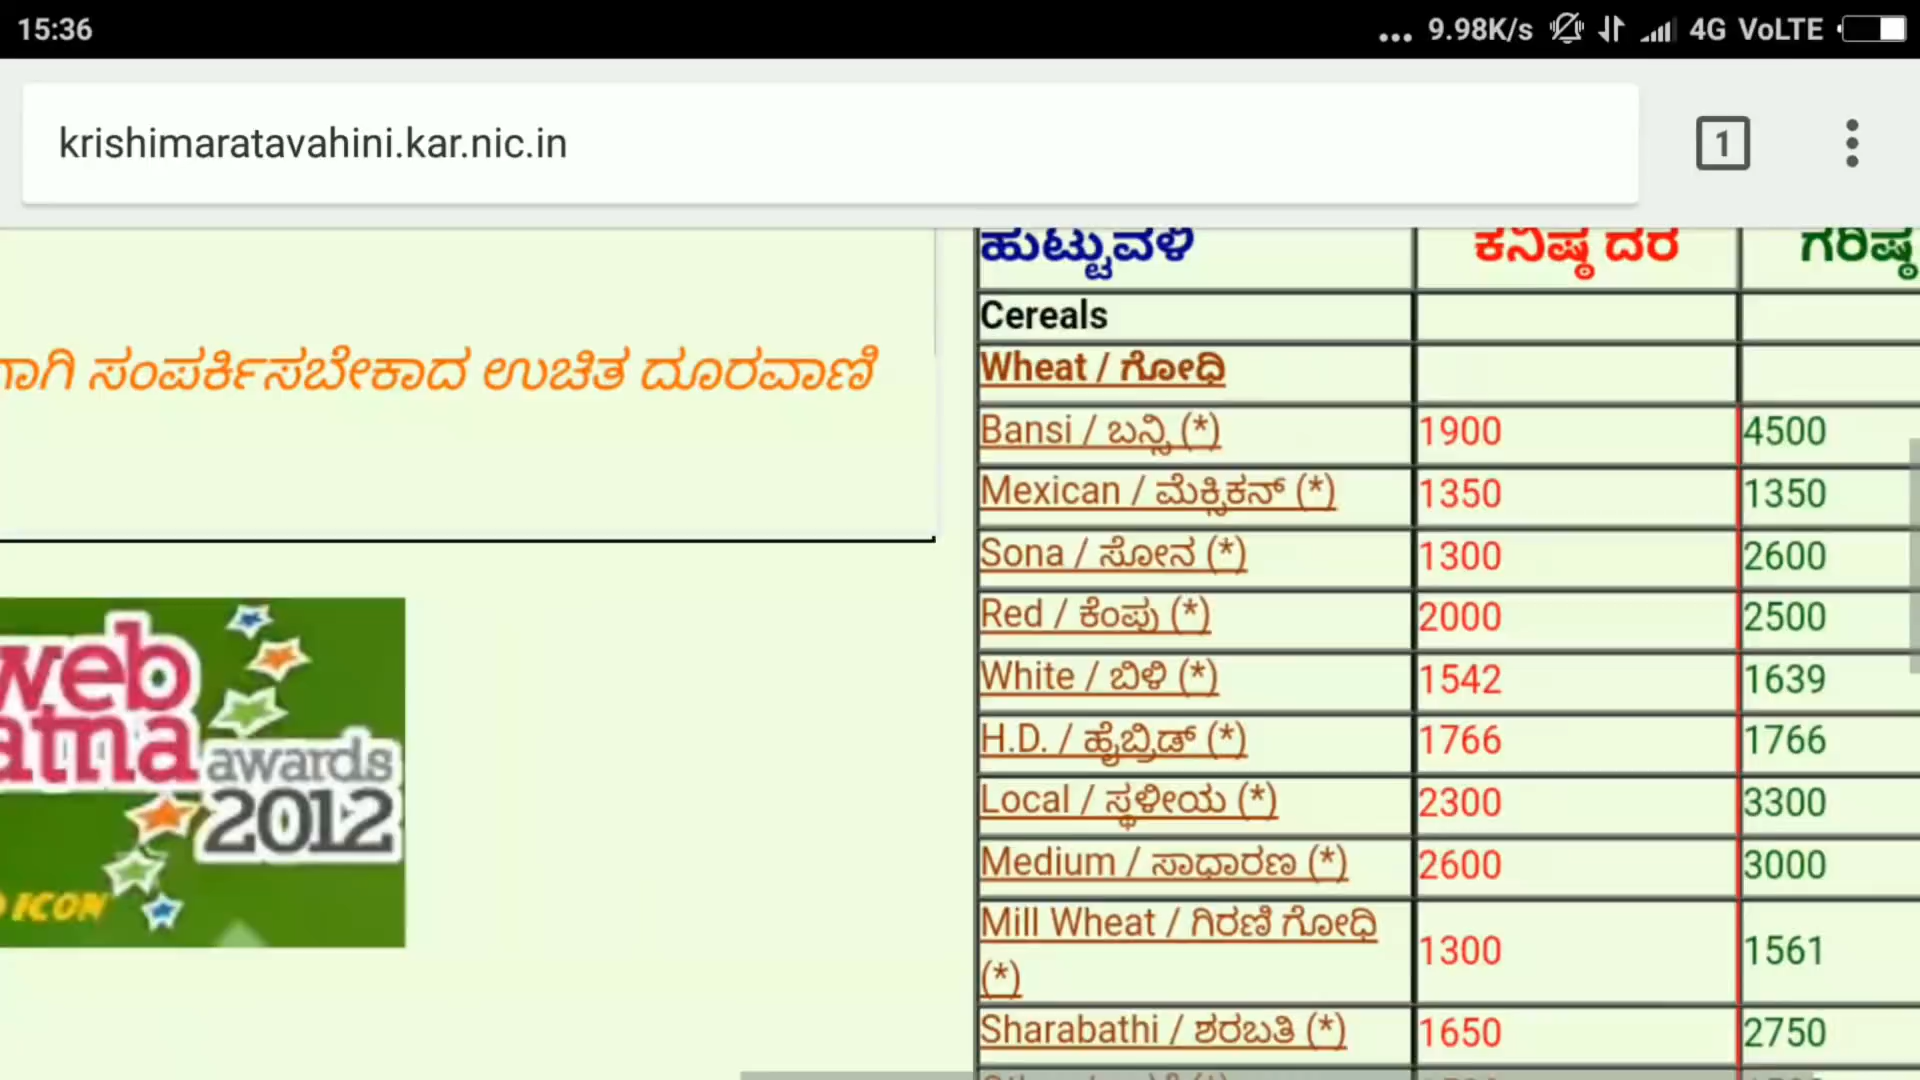 15:36
... 9.98K/s 4G VoLTE
krishimaratavahini.kar.nic.in
1
ಹುಟ್ಟುವಳಿ ಕನಿಷ್ಠ ದರ ಗರಿಷ್ಠ
Cereals
ಸಂಪರ್ಕಿಸಬೇಕಾದ ಉಚಿತ ದೂರವಾಣಿ
Wheat / ಗೋಧಿ
Bansi / ಬನ್ಸಿ (*) 1900 4500
Mexican / ಮೆಕ್ಸಿಕನ್ (*) 1350 1350
Sona / ಸೋನ (*) 1300 2600
Red / ಕೆಂಪು (*) 2000 2500
White / ಬಿಳಿ (*) 1542 1639
H.D. / ಹೈಬ್ರಿಡ್ (*) 1766 1766
Local / ಸ್ಥಳೀಯ (*) 2300 3300
Medium / ಸಾಧಾರಣ (*) 2600 3000
Mill Wheat / ಗಿರಣಿ ಗೋಧಿ
(*) 1300 1561
Sharabathi / ಶರಬತಿ (*) 1650 2750
web
atna awards
2012
ICON